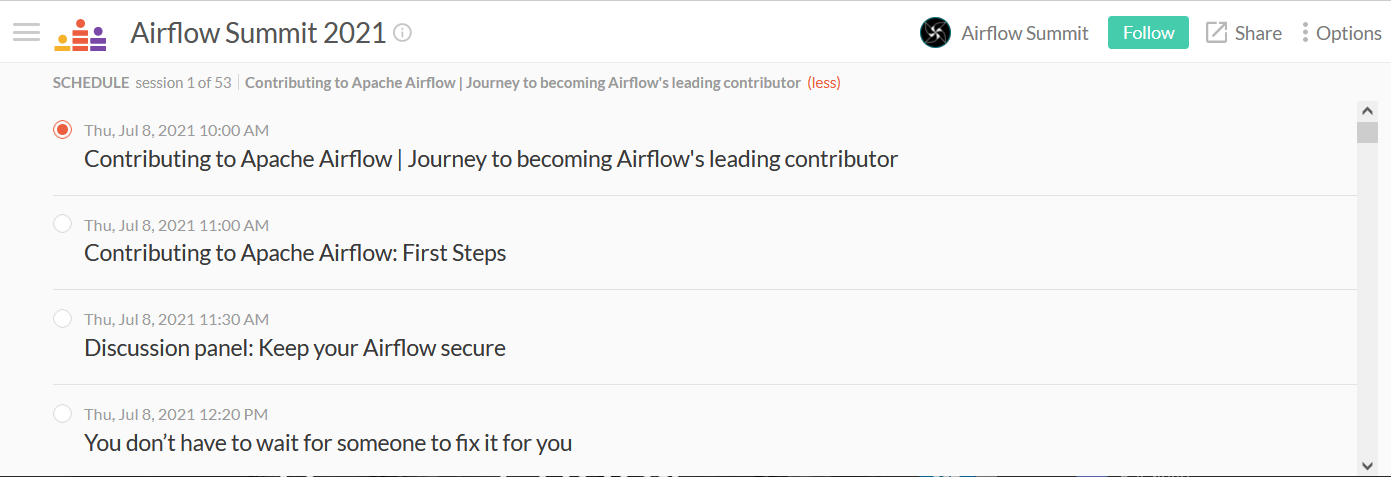 Airflow Summit 2021
Airflow Summit Follow Share Options
SCHEDULE session 1 of 53 Contributing to Apache Airflow | Journey to becoming Airflow's leading contributor (less)
Thu, Jul 8, 2021 10:00 AM
Contributing to Apache Airflow | Journey to becoming Airflow's leading contributor
Thu, Jul 8, 2021 11:00 AM
Contributing to Apache Airflow: First Steps
Thu, Jul 8, 2021 11:30 AM
Discussion panel: Keep your Airflow secure
Thu, Jul 8, 2021 12:20 PM
You don’t have to wait for someone to fix it for you